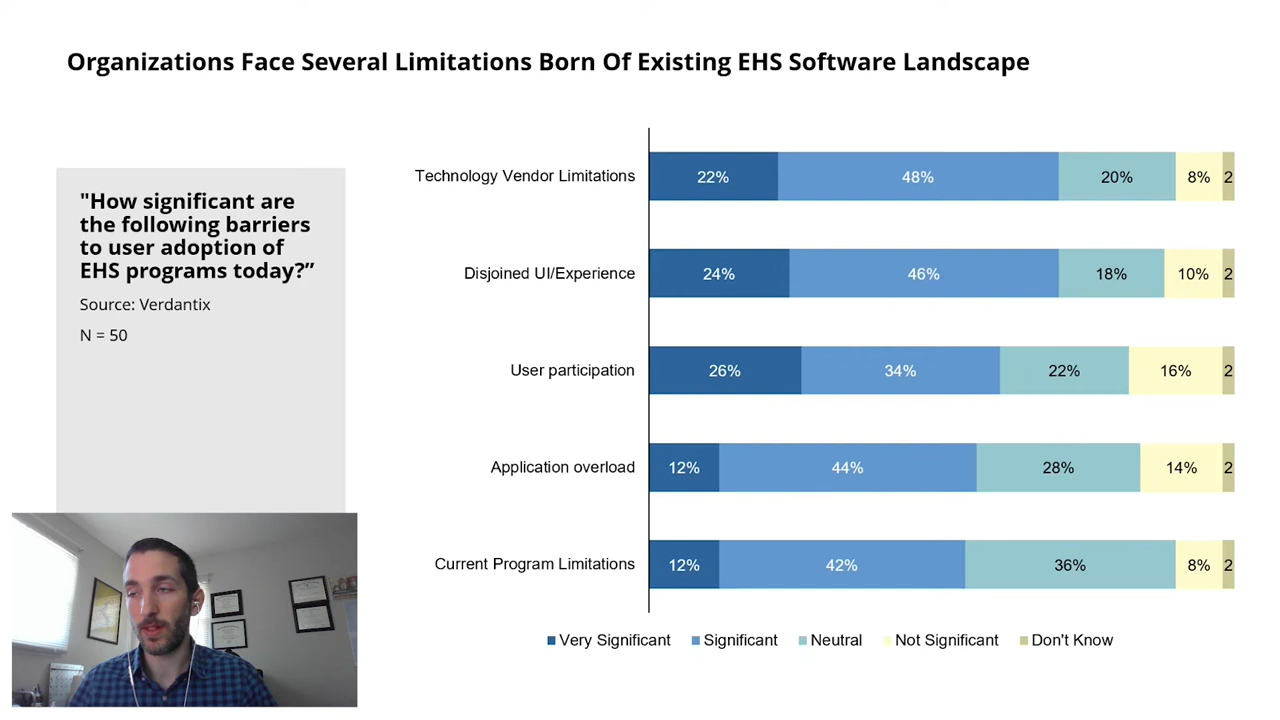 Organizations Face Several Limitations Born Of Existing EHS Software Landscape
"How significant are
the following barriers
to user adoption of
EHS programs today?”
Source: Verdantix
N = 50
Technology Vendor Limitations 22% 48% 20% 8% 2
Disjoined UI/Experience 24% 46% 18% 10% 2
User participation 26% 34% 22% 16% 2
Application overload 12% 44% 28% 14% 2
Current Program Limitations 12% 42% 36% 8% 2
Very Significant Significant Neutral Not Significant Don't Know